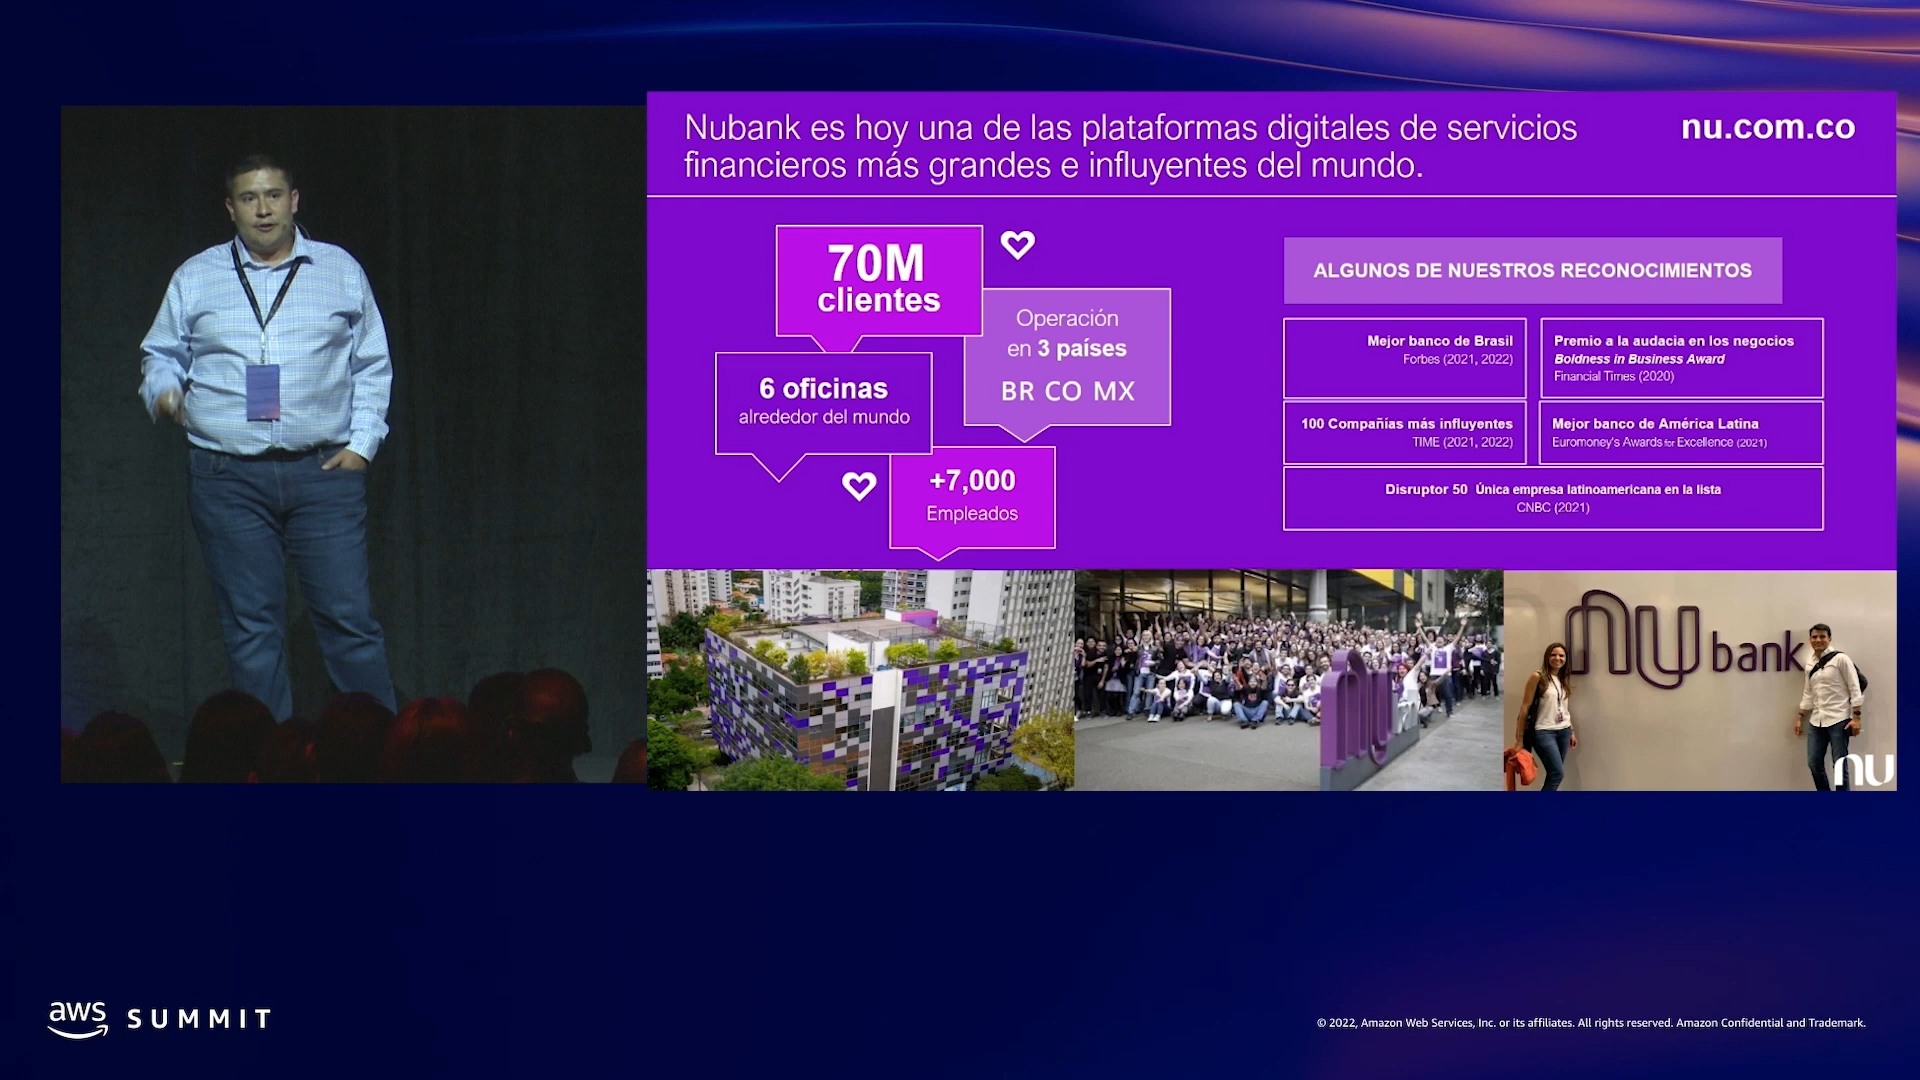 Nubank es hoy una de las plataformas digitales de servicios
financieros más grandes e influyentes del mundo.
nu.com.co
70M
clientes
Operación
en 3 países
BR CO MX
6 oficinas
alrededor del mundo
+7,000
Empleados
ALGUNOS DE NUESTROS RECONOCIMIENTOS
Mejor banco de Brasil
Forbes (2021, 2022)
Premio a la audacia en los negocios
Boldness in Business Award
Financial Times (2020)
100 Compañías más influyentes
TIME (2021, 2022)
Mejor banco de América Latina
Euromoney's Awards for Excellence (2021)
Disruptor 50 Única empresa latinoamericana en la lista
CNBC (2021)
nu
nu bank
nu
aws SUMMIT
© 2022, Amazon Web Services, Inc. or its affiliates. All rights reserved. Amazon Confidential and Trademark.